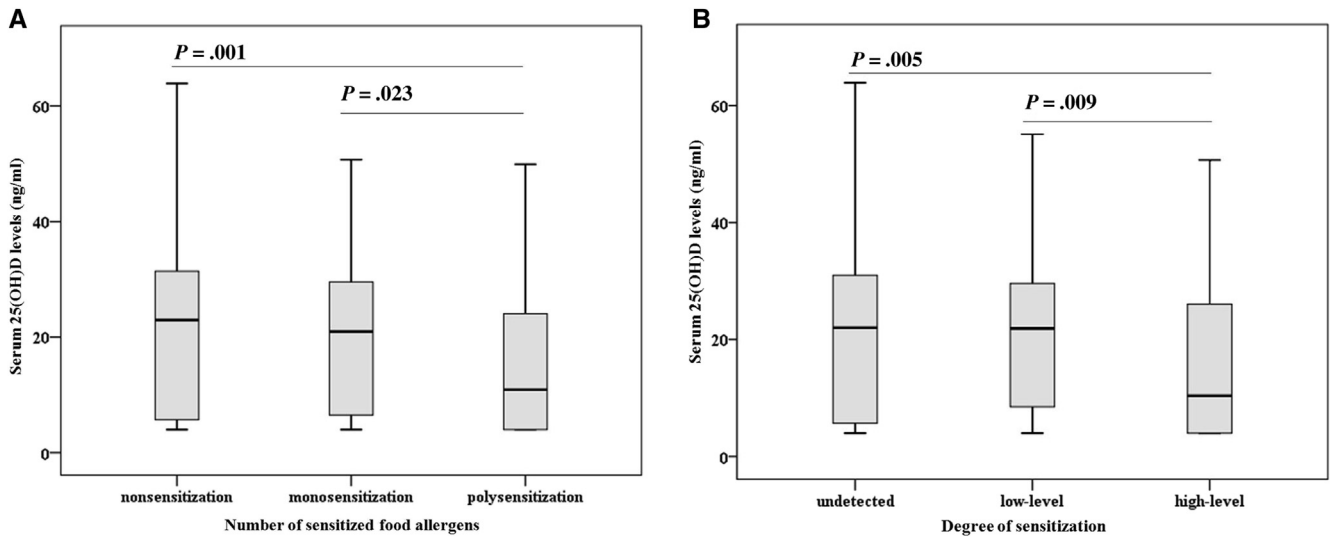 A
P = .001
P = .023
60
40
20
0
Serum 25(OH)D levels (ng/ml)
nonsensitization monosensitization polysensitization
Number of sensitized food allergens
B
P = .005
P = .009
60
40
20
0
Serum 25(OH)D levels (ng/ml)
undetected low-level high-level
Degree of sensitization